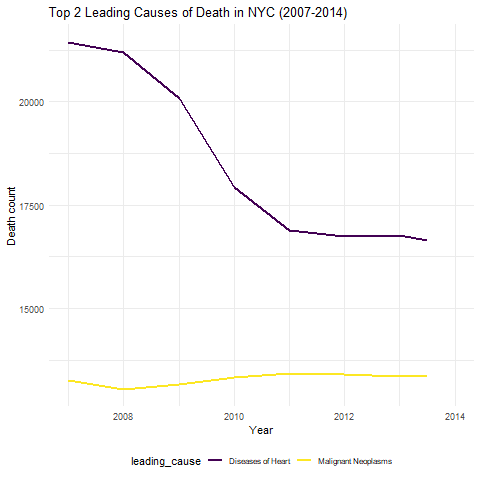 Top 2 Leading Causes of Death in NYC (2007-2014)
20000
17500
15000
Death count
2008 2010 2012 2014
Year
leading_cause Diseases of Heart Malignant Neoplasms